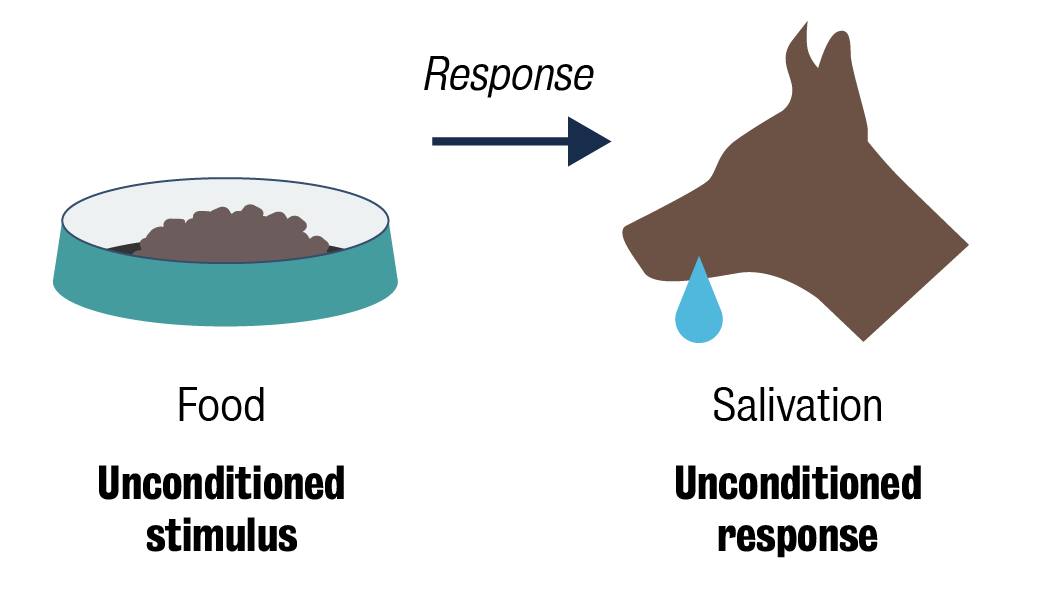 Response
Food
Salivation
Unconditioned
stimulus
Unconditioned
response